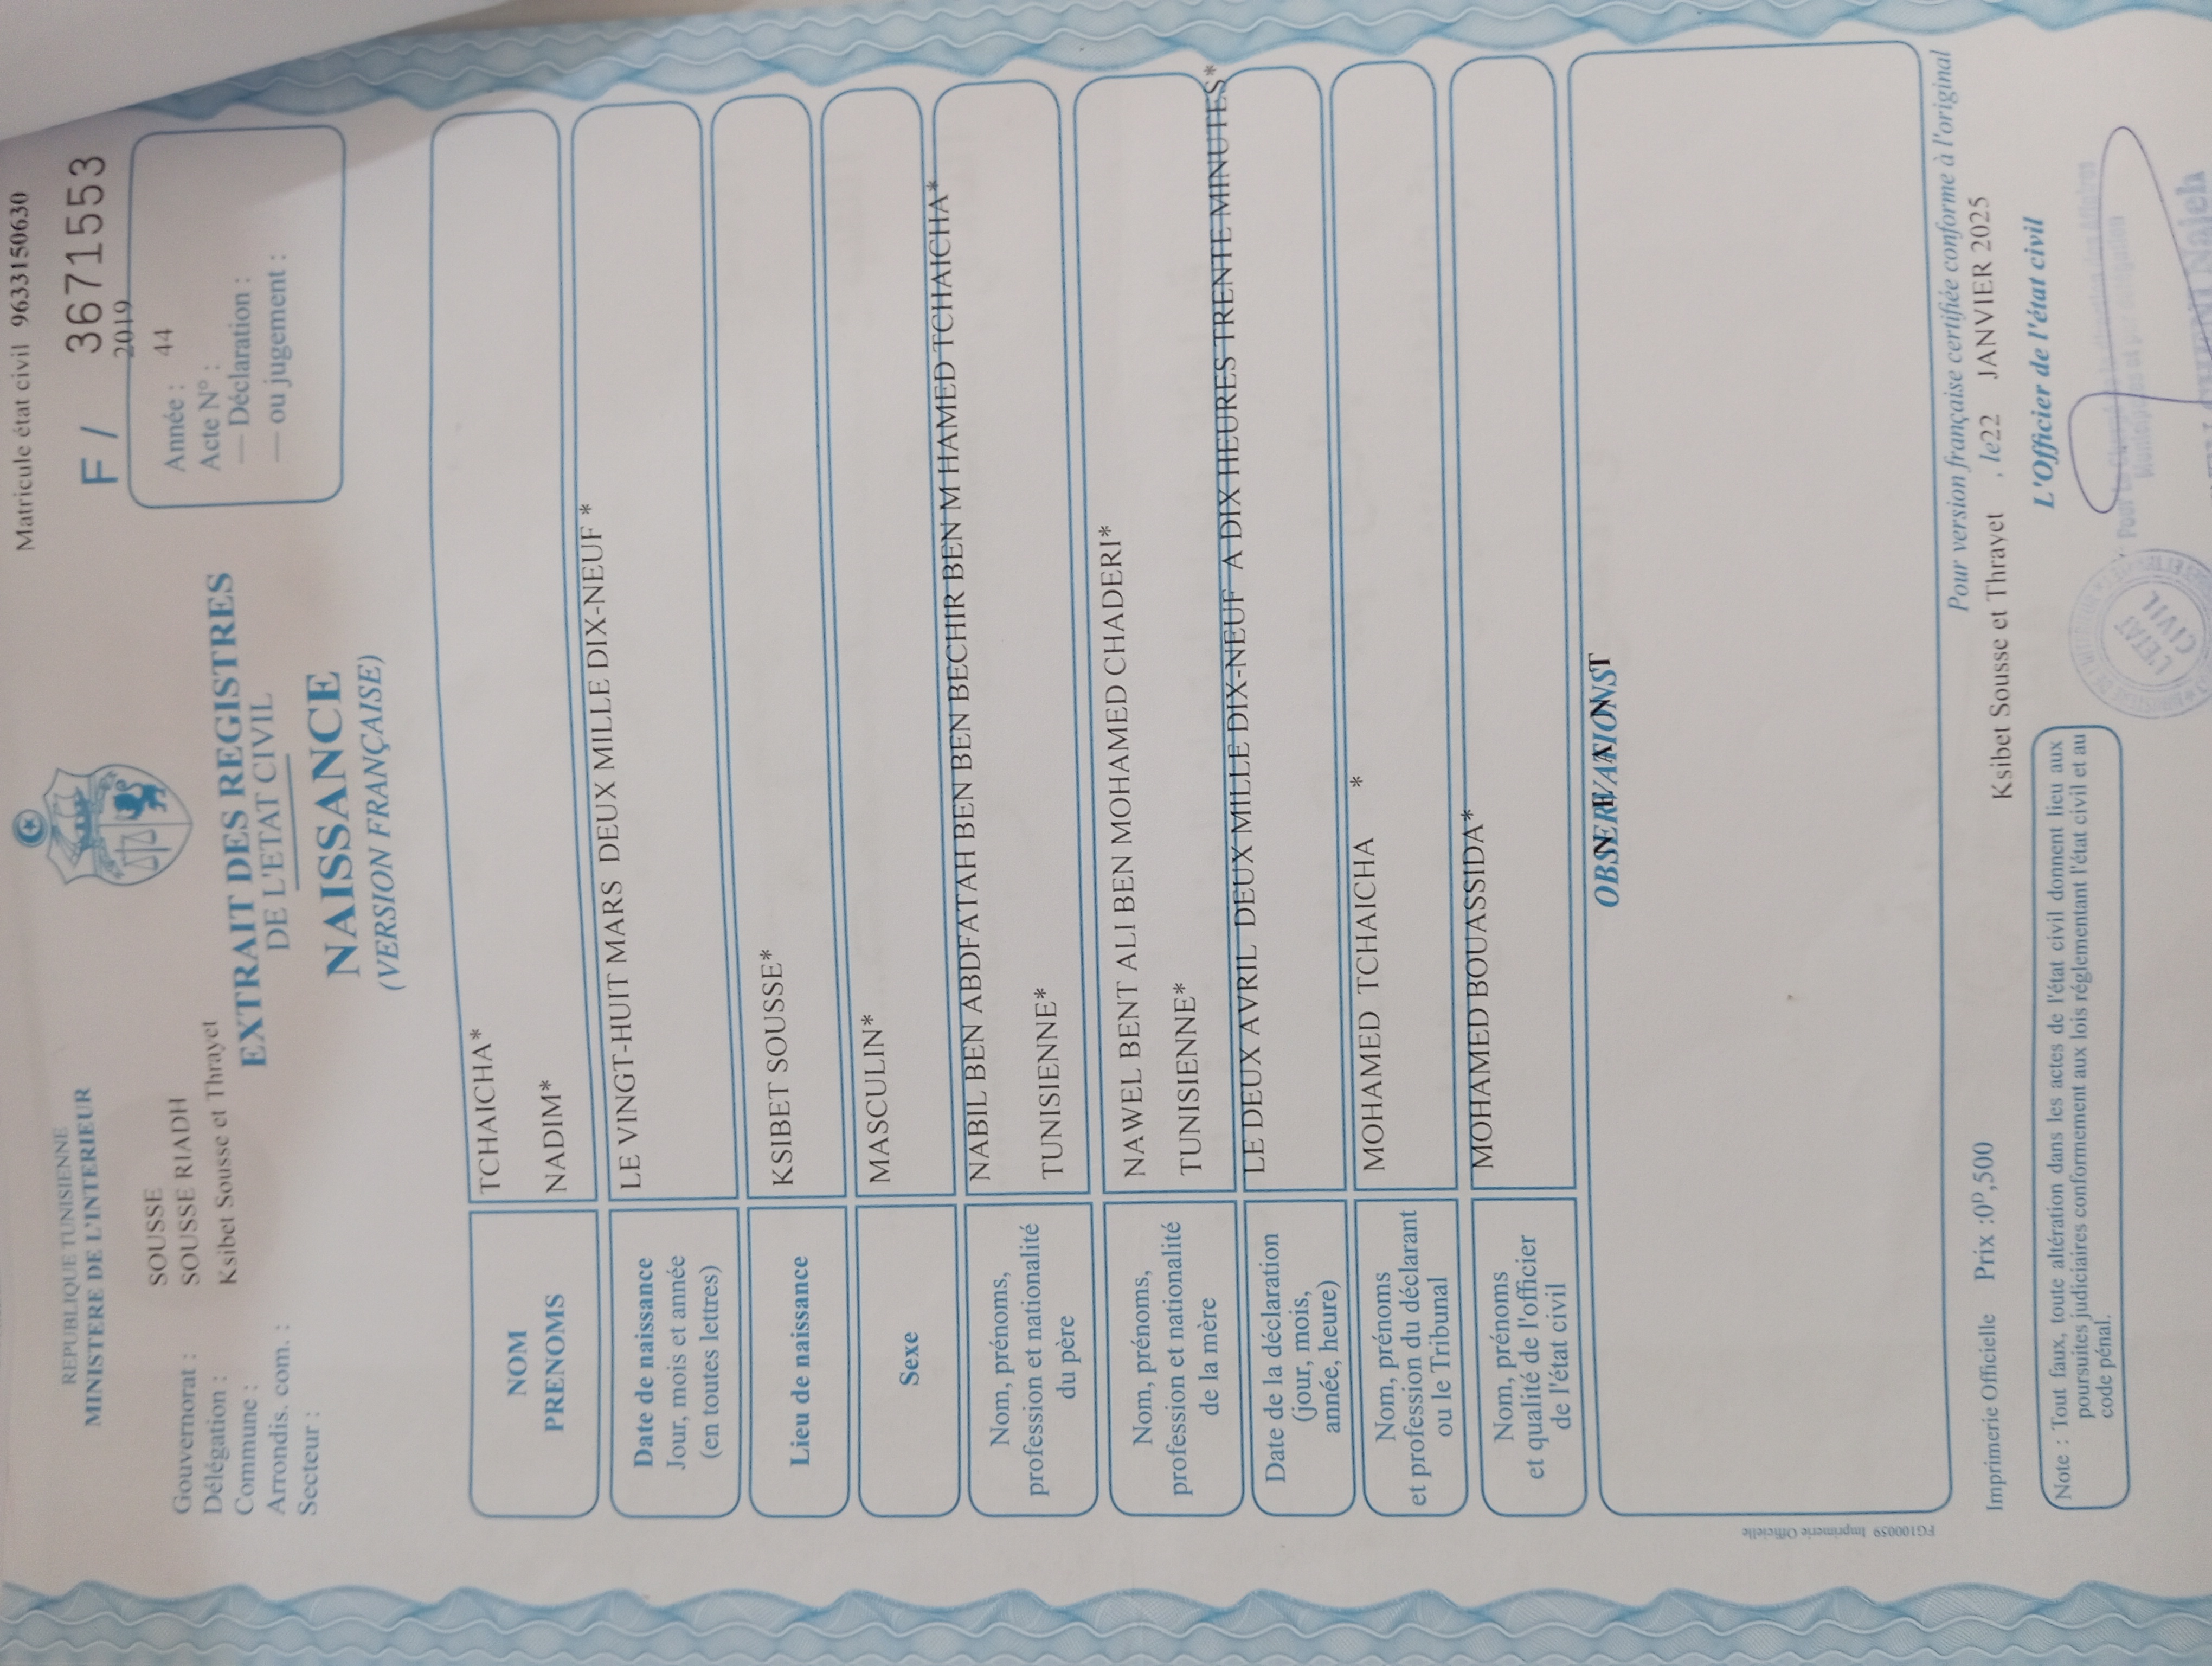 Matricule état civil 9633150630
REPUBLIQUE TUNISIENNE
MINISTERE DE L'INTERIEUR
F / 3671553
2019
Gouvernorat : SOUSSE
Délégation : SOUSSE RIADH
Commune : Ksibet Sousse et Thrayet
Arrondis. com. :
Secteur :
EXTRAIT DES REGISTRES
DE L'ETAT CIVIL
NAISSANCE
(VERSION FRANÇAISE)
Année : 44
Acte N° :
— Déclaration :
— ou jugement :
NOM TCHAICHA*
PRENOMS NADIM*
Date de naissance
Jour, mois et année
(en toutes lettres)
LE VINGT-HUIT MARS DEUX MILLE DIX-NEUF *
Lieu de naissance KSIBET SOUSSE*
Sexe MASCULIN*
Nom, prénoms,
profession et nationalité
du père
NABIL BEN ABDFATAH BEN BEN BECHIR BEN M HAMED TCHAICHA*
TUNISIENNE*
Nom, prénoms,
profession et nationalité
de la mère
NAWEL BENT ALI BEN MOHAMED CHADERI*
TUNISIENNE*
Date de la déclaration
(jour, mois,
année, heure)
LE DEUX AVRIL DEUX MILLE DIX-NEUF A DIX HEURES TRENTE MINUTES*
Nom, prénoms
et profession du déclarant
ou le Tribunal
MOHAMED TCHAICHA *
Nom, prénoms
et qualité de l'officier
de l'état civil
MOHAMED BOUASSIDA*
OBSERVATIONS
NEANT
Pour version française certifiée conforme à l'original
Ksibet Sousse et Thrayet , le 22 JANVIER 2025
L'Officier de l'état civil
L'ETAT
CIVIL
FG100059 Imprimerie Officielle
Imprimerie Officielle Prix :0ᴰ,500
Note : Tout faux, toute altération dans les actes de l'état civil donnent lieu aux
poursuites judiciaires conformement aux lois réglementant l'état civil et au
code pénal.